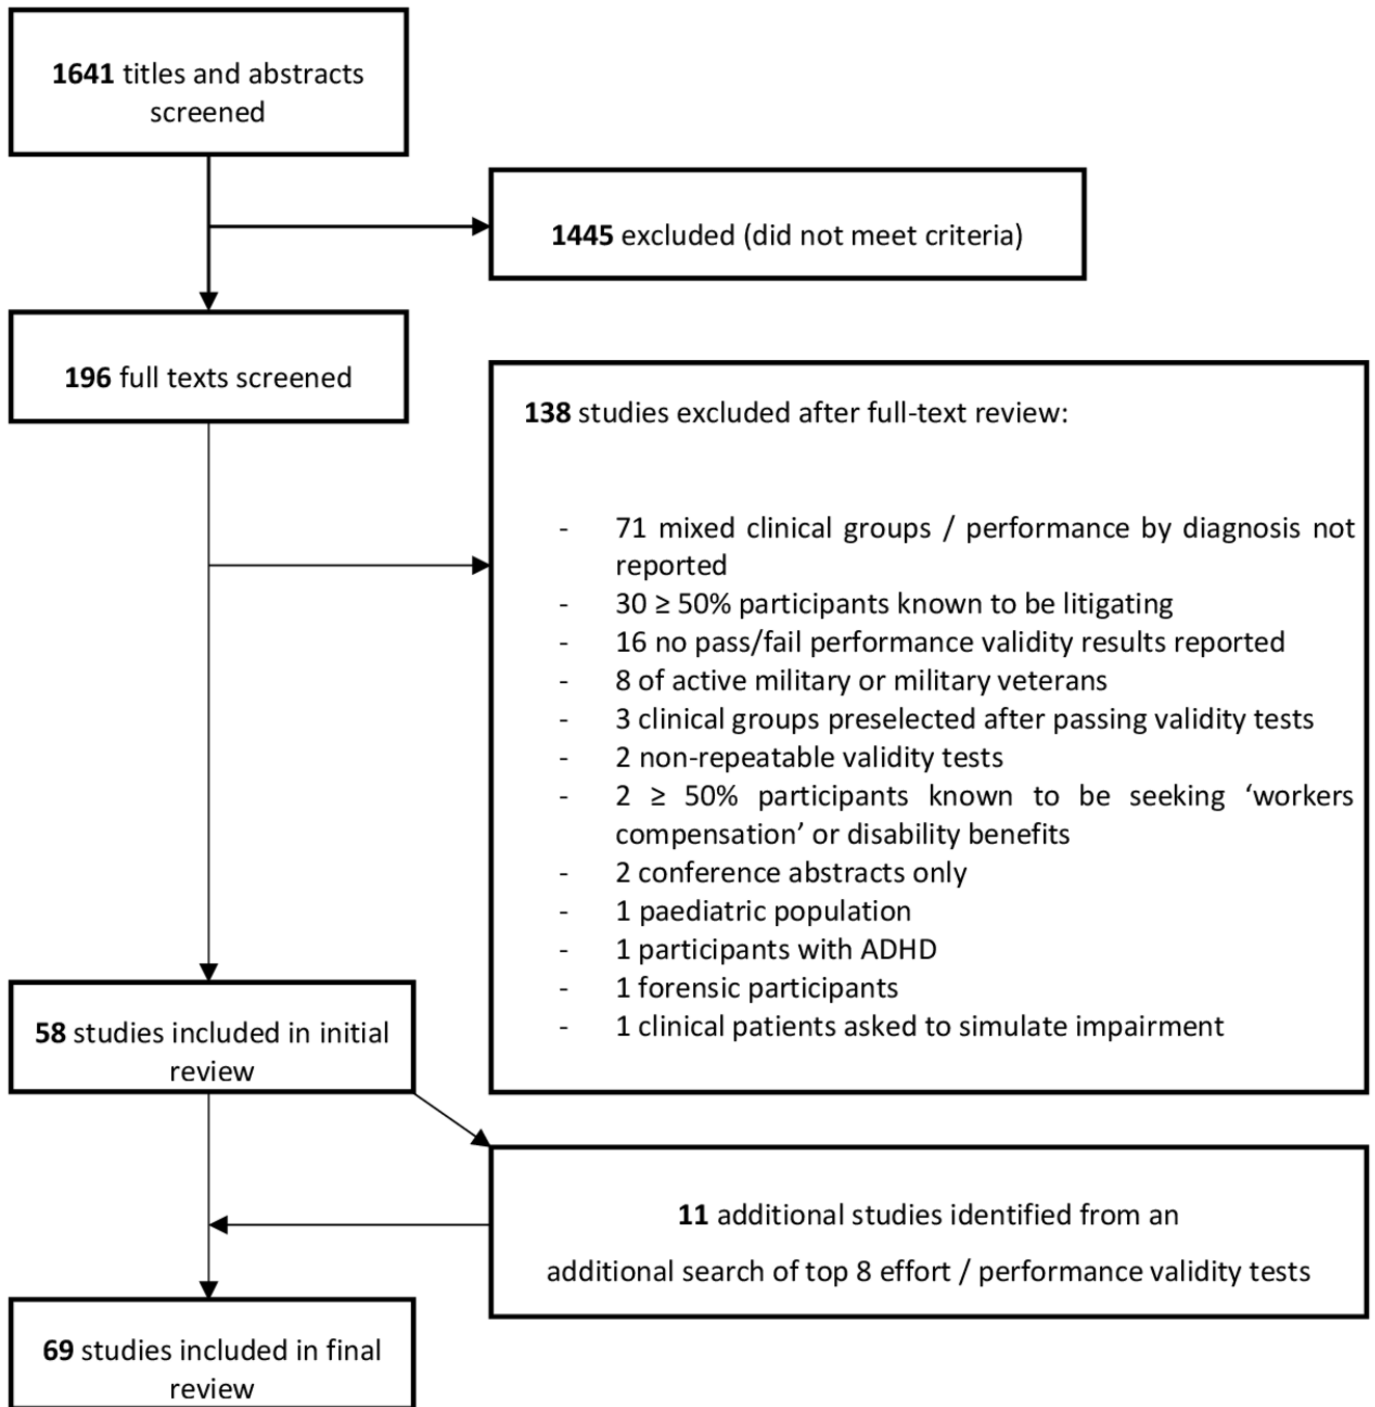 1641 titles and abstracts
screened
1445 excluded (did not meet criteria)
196 full texts screened
138 studies excluded after full-text review:
- 71 mixed clinical groups / performance by diagnosis not
reported
- 30 ≥ 50% participants known to be litigating
- 16 no pass/fail performance validity results reported
- 8 of active military or military veterans
- 3 clinical groups preselected after passing validity tests
- 2 non-repeatable validity tests
- 2 ≥ 50% participants known to be seeking ‘workers
compensation’ or disability benefits
- 2 conference abstracts only
- 1 paediatric population
- 1 participants with ADHD
- 1 forensic participants
- 1 clinical patients asked to simulate impairment
58 studies included in initial
review
11 additional studies identified from an
additional search of top 8 effort / performance validity tests
69 studies included in final
review